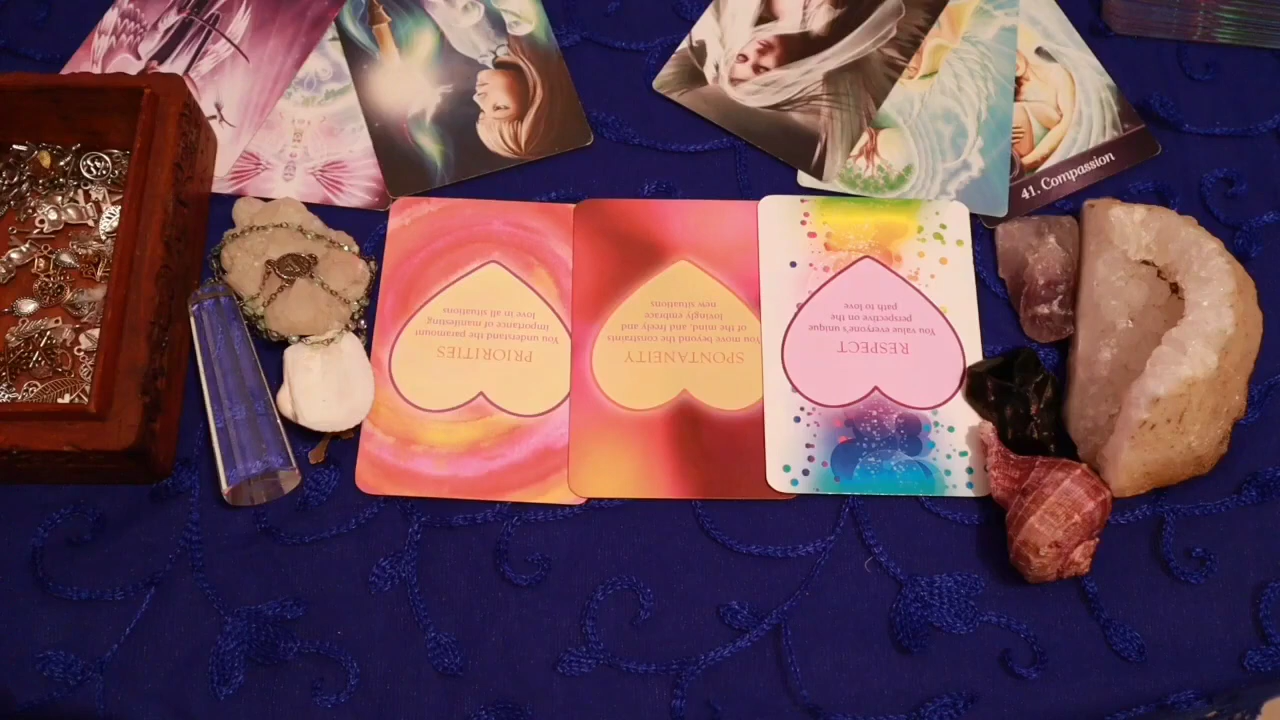 41. Compassion
PRIORITIES
You understand the paramount
importance of manifesting
love in all situations
SPONTANEITY
You move beyond the constraints
of the mind, and freely and
lovingly embrace
new situations
RESPECT
You value everyone's unique
perspective on the
path to love